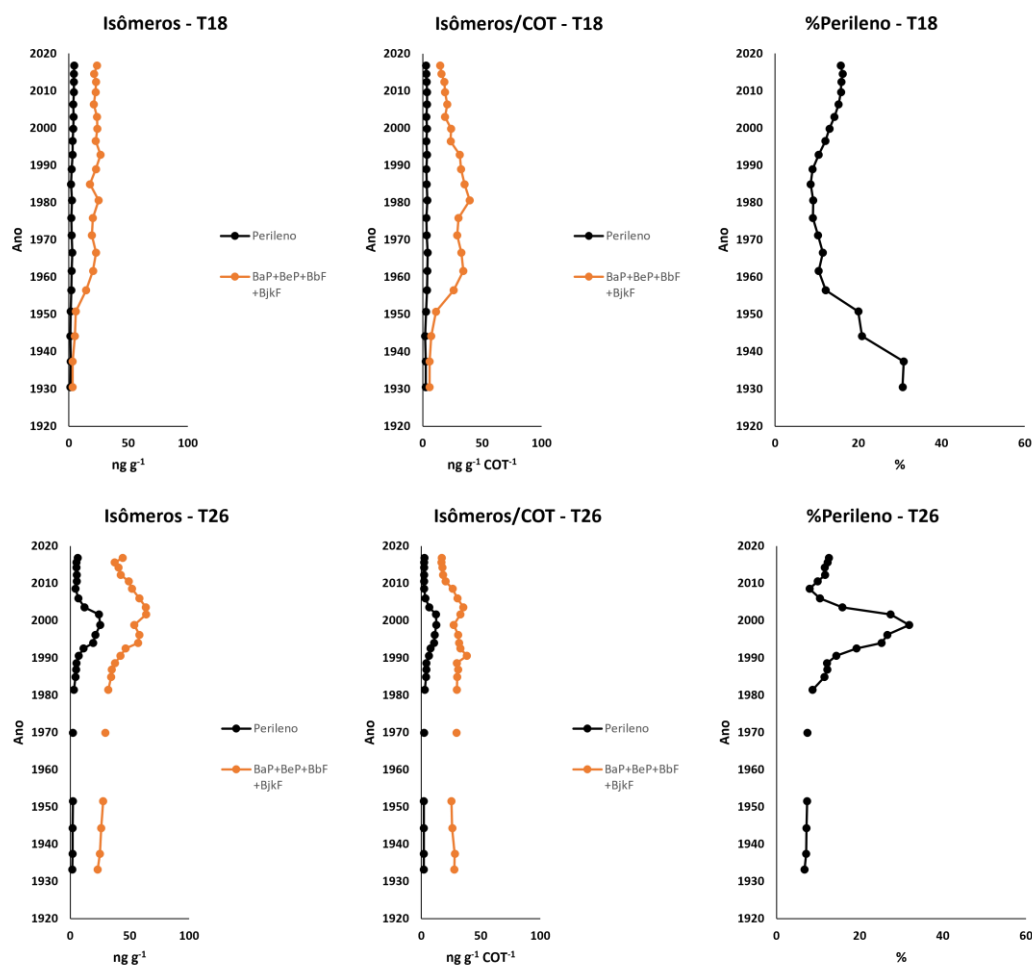 Isômeros - T18
2020
2010
2000
1990
1980
1970
1960
1950
1940
1930
1920
Ano
0 50 100
ng g⁻¹
Perileno
BaP+BeP+BbF
+BjkF
Isômeros/COT - T18
2020
2010
2000
1990
1980
1970
1960
1950
1940
1930
1920
Ano
0 50 100
ng g⁻¹ COT⁻¹
Perileno
BaP+BeP+BbF
+BjkF
%Perileno - T18
2020
2010
2000
1990
1980
1970
1960
1950
1940
1930
1920
Ano
0 20 40 60
%
Isômeros - T26
2020
2010
2000
1990
1980
1970
1960
1950
1940
1930
1920
Ano
0 50 100
ng g⁻¹
Perileno
BaP+BeP+BbF
+BjkF
Isômeros/COT - T26
2020
2010
2000
1990
1980
1970
1960
1950
1940
1930
1920
Ano
0 50 100
ng g⁻¹ COT⁻¹
Perileno
BaP+BeP+BbF
+BjkF
%Perileno - T26
2020
2010
2000
1990
1980
1970
1960
1950
1940
1930
1920
Ano
0 20 40 60
%